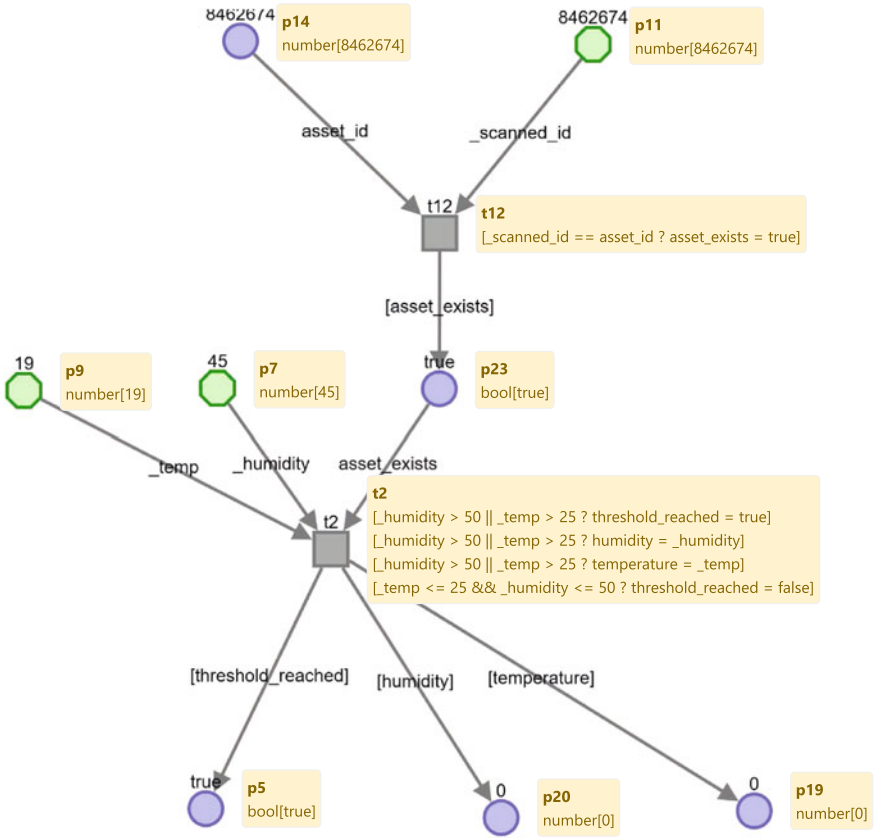 8462674
p14
number[8462674]
8462674
p11
number[8462674]
asset_id
_scanned_id
t12
t12
[_scanned_id == asset_id ? asset_exists = true]
[asset_exists]
19
p9
number[19]
45
p7
number[45]
true
p23
bool[true]
_temp
_humidity
asset_exists
t2
t2
[_humidity > 50 || _temp > 25 ? threshold_reached = true]
[_humidity > 50 || _temp > 25 ? humidity = _humidity]
[_humidity > 50 || _temp > 25 ? temperature = _temp]
[_temp <= 25 && _humidity <= 50 ? threshold_reached = false]
[threshold_reached]
[humidity]
[temperature]
true
p5
bool[true]
0
p20
number[0]
0
p19
number[0]